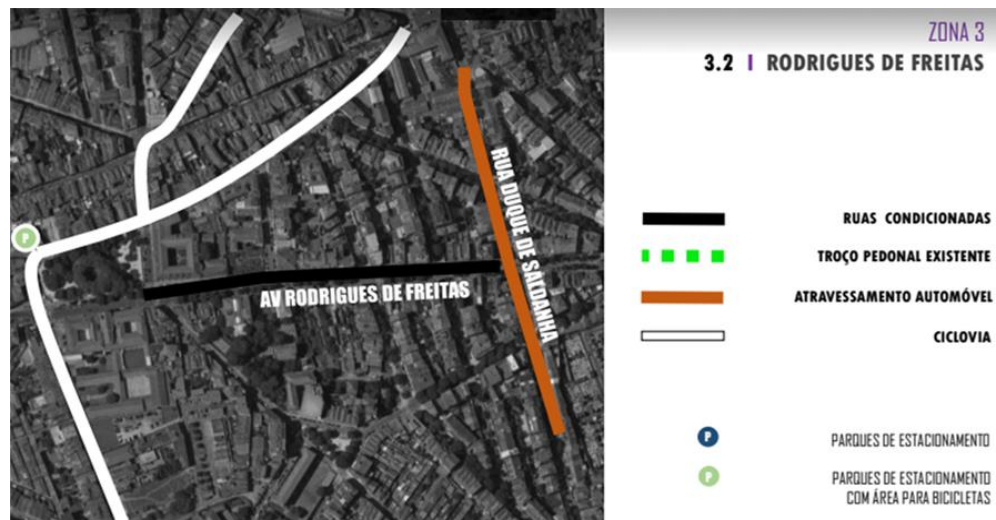 ZONA 3
3.2 I RODRIGUES DE FREITAS
RUA DUQUE DE SALDANHA
AV RODRIGUES DE FREITAS
P
RUAS CONDICIONADAS
TROÇO PEDONAL EXISTENTE
ATRAVESSAMENTO AUTOMÓVEL
CICLOVIA
P
PARQUES DE ESTACIONAMENTO
P
PARQUES DE ESTACIONAMENTO
COM ÁREA PARA BICICLETAS